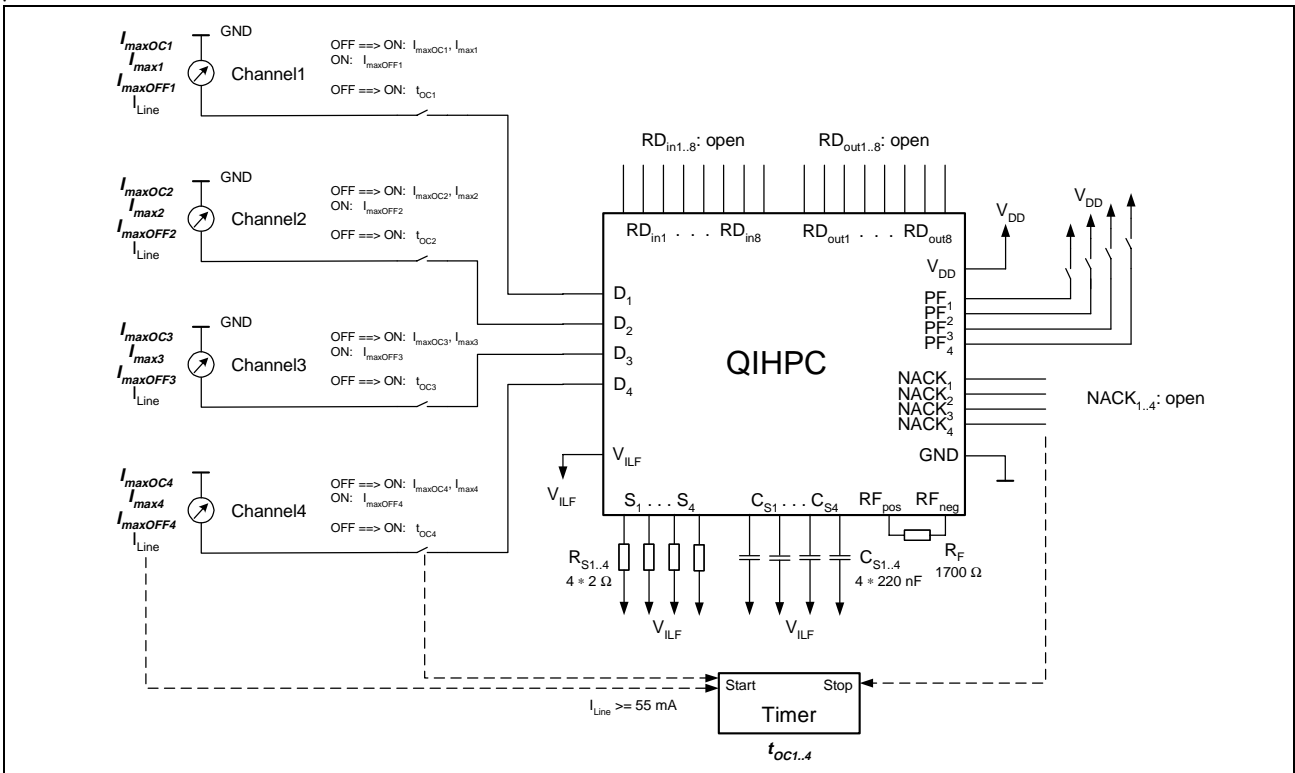 GND
I_maxOC1
I_max1
I_maxOFF1
I_Line
Channel1
OFF ==> ON: I_maxOC1, I_max1
ON: I_maxOFF1
OFF ==> ON: t_OC1
GND
I_maxOC2
I_max2
I_maxOFF2
I_Line
Channel2
OFF ==> ON: I_maxOC2, I_max2
ON: I_maxOFF2
OFF ==> ON: t_OC2
GND
I_maxOC3
I_max3
I_maxOFF3
I_Line
Channel3
OFF ==> ON: I_maxOC3, I_max3
ON: I_maxOFF3
OFF ==> ON: t_OC3
GND
I_maxOC4
I_max4
I_maxOFF4
I_Line
Channel4
OFF ==> ON: I_maxOC4, I_max4
ON: I_maxOFF4
OFF ==> ON: t_OC4
RD_in1..8: open
RD_out1..8: open
RD_in1 . . . RD_in8
RD_out1 . . . RD_out8
V_DD
V_DD
V_DD
D_1
D_2
D_3
D_4
QIHPC
PF_1
PF_2
PF_3
PF_4
NACK_1
NACK_2
NACK_3
NACK_4
NACK_1..4: open
GND
V_ILF
V_ILF
S_1 . . . S_4
C_S1 . . . C_S4
RF_pos
RF_neg
R_S1..4
4 * 2 Ω
C_S1..4
4 * 220 nF
R_F
1700 Ω
V_ILF
V_ILF
Start
Stop
Timer
I_Line >= 55 mA
t_OC1..4